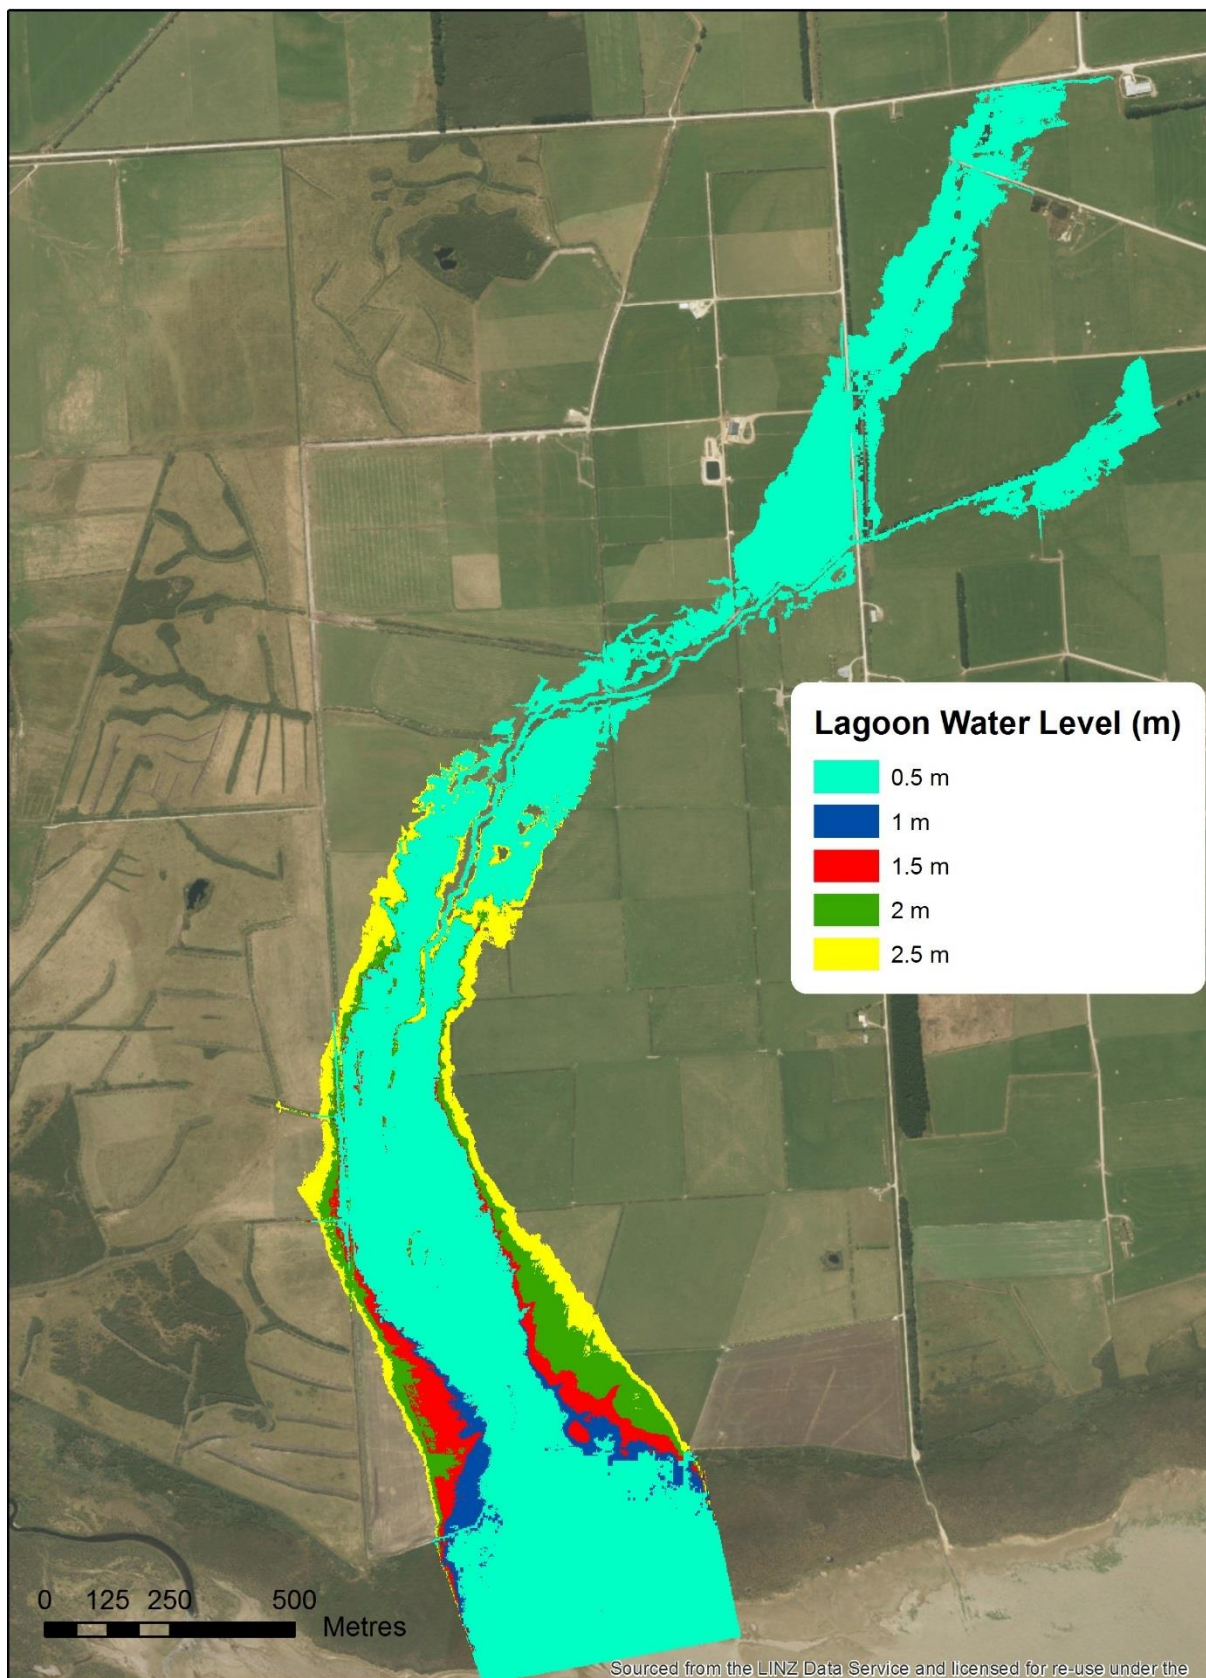 Lagoon Water Level (m)
0.5 m
1 m
1.5 m
2 m
2.5 m
0 125 250 500
Metres
Sourced from the LINZ Data Service and licensed for re-use under the